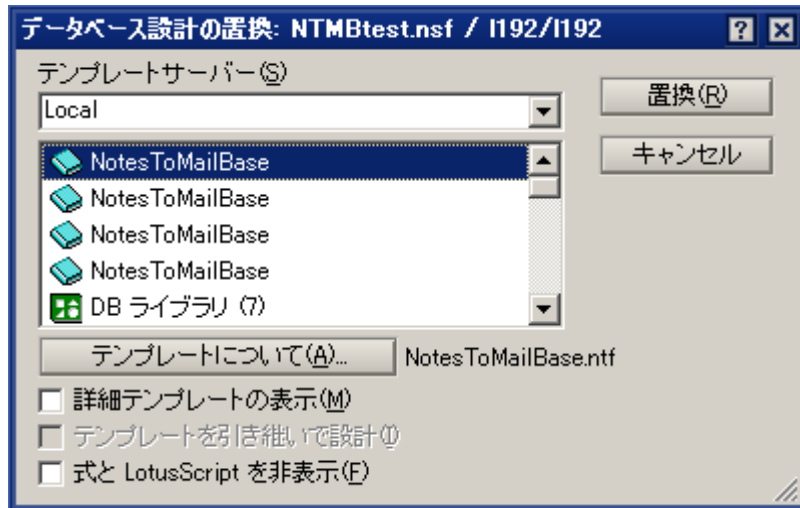 データベース設計の置換: NTMBtest.nsf / I192/I192
テンプレートサーバー(S)
Local
置換(R)
キャンセル
NotesToMailBase
NotesToMailBase
NotesToMailBase
NotesToMailBase
DB ライブラリ (7)
テンプレートについて(A)... NotesToMailBase.ntf
詳細テンプレートの表示(M)
テンプレートを引き継いで設計(I)
式と LotusScript を非表示(F)